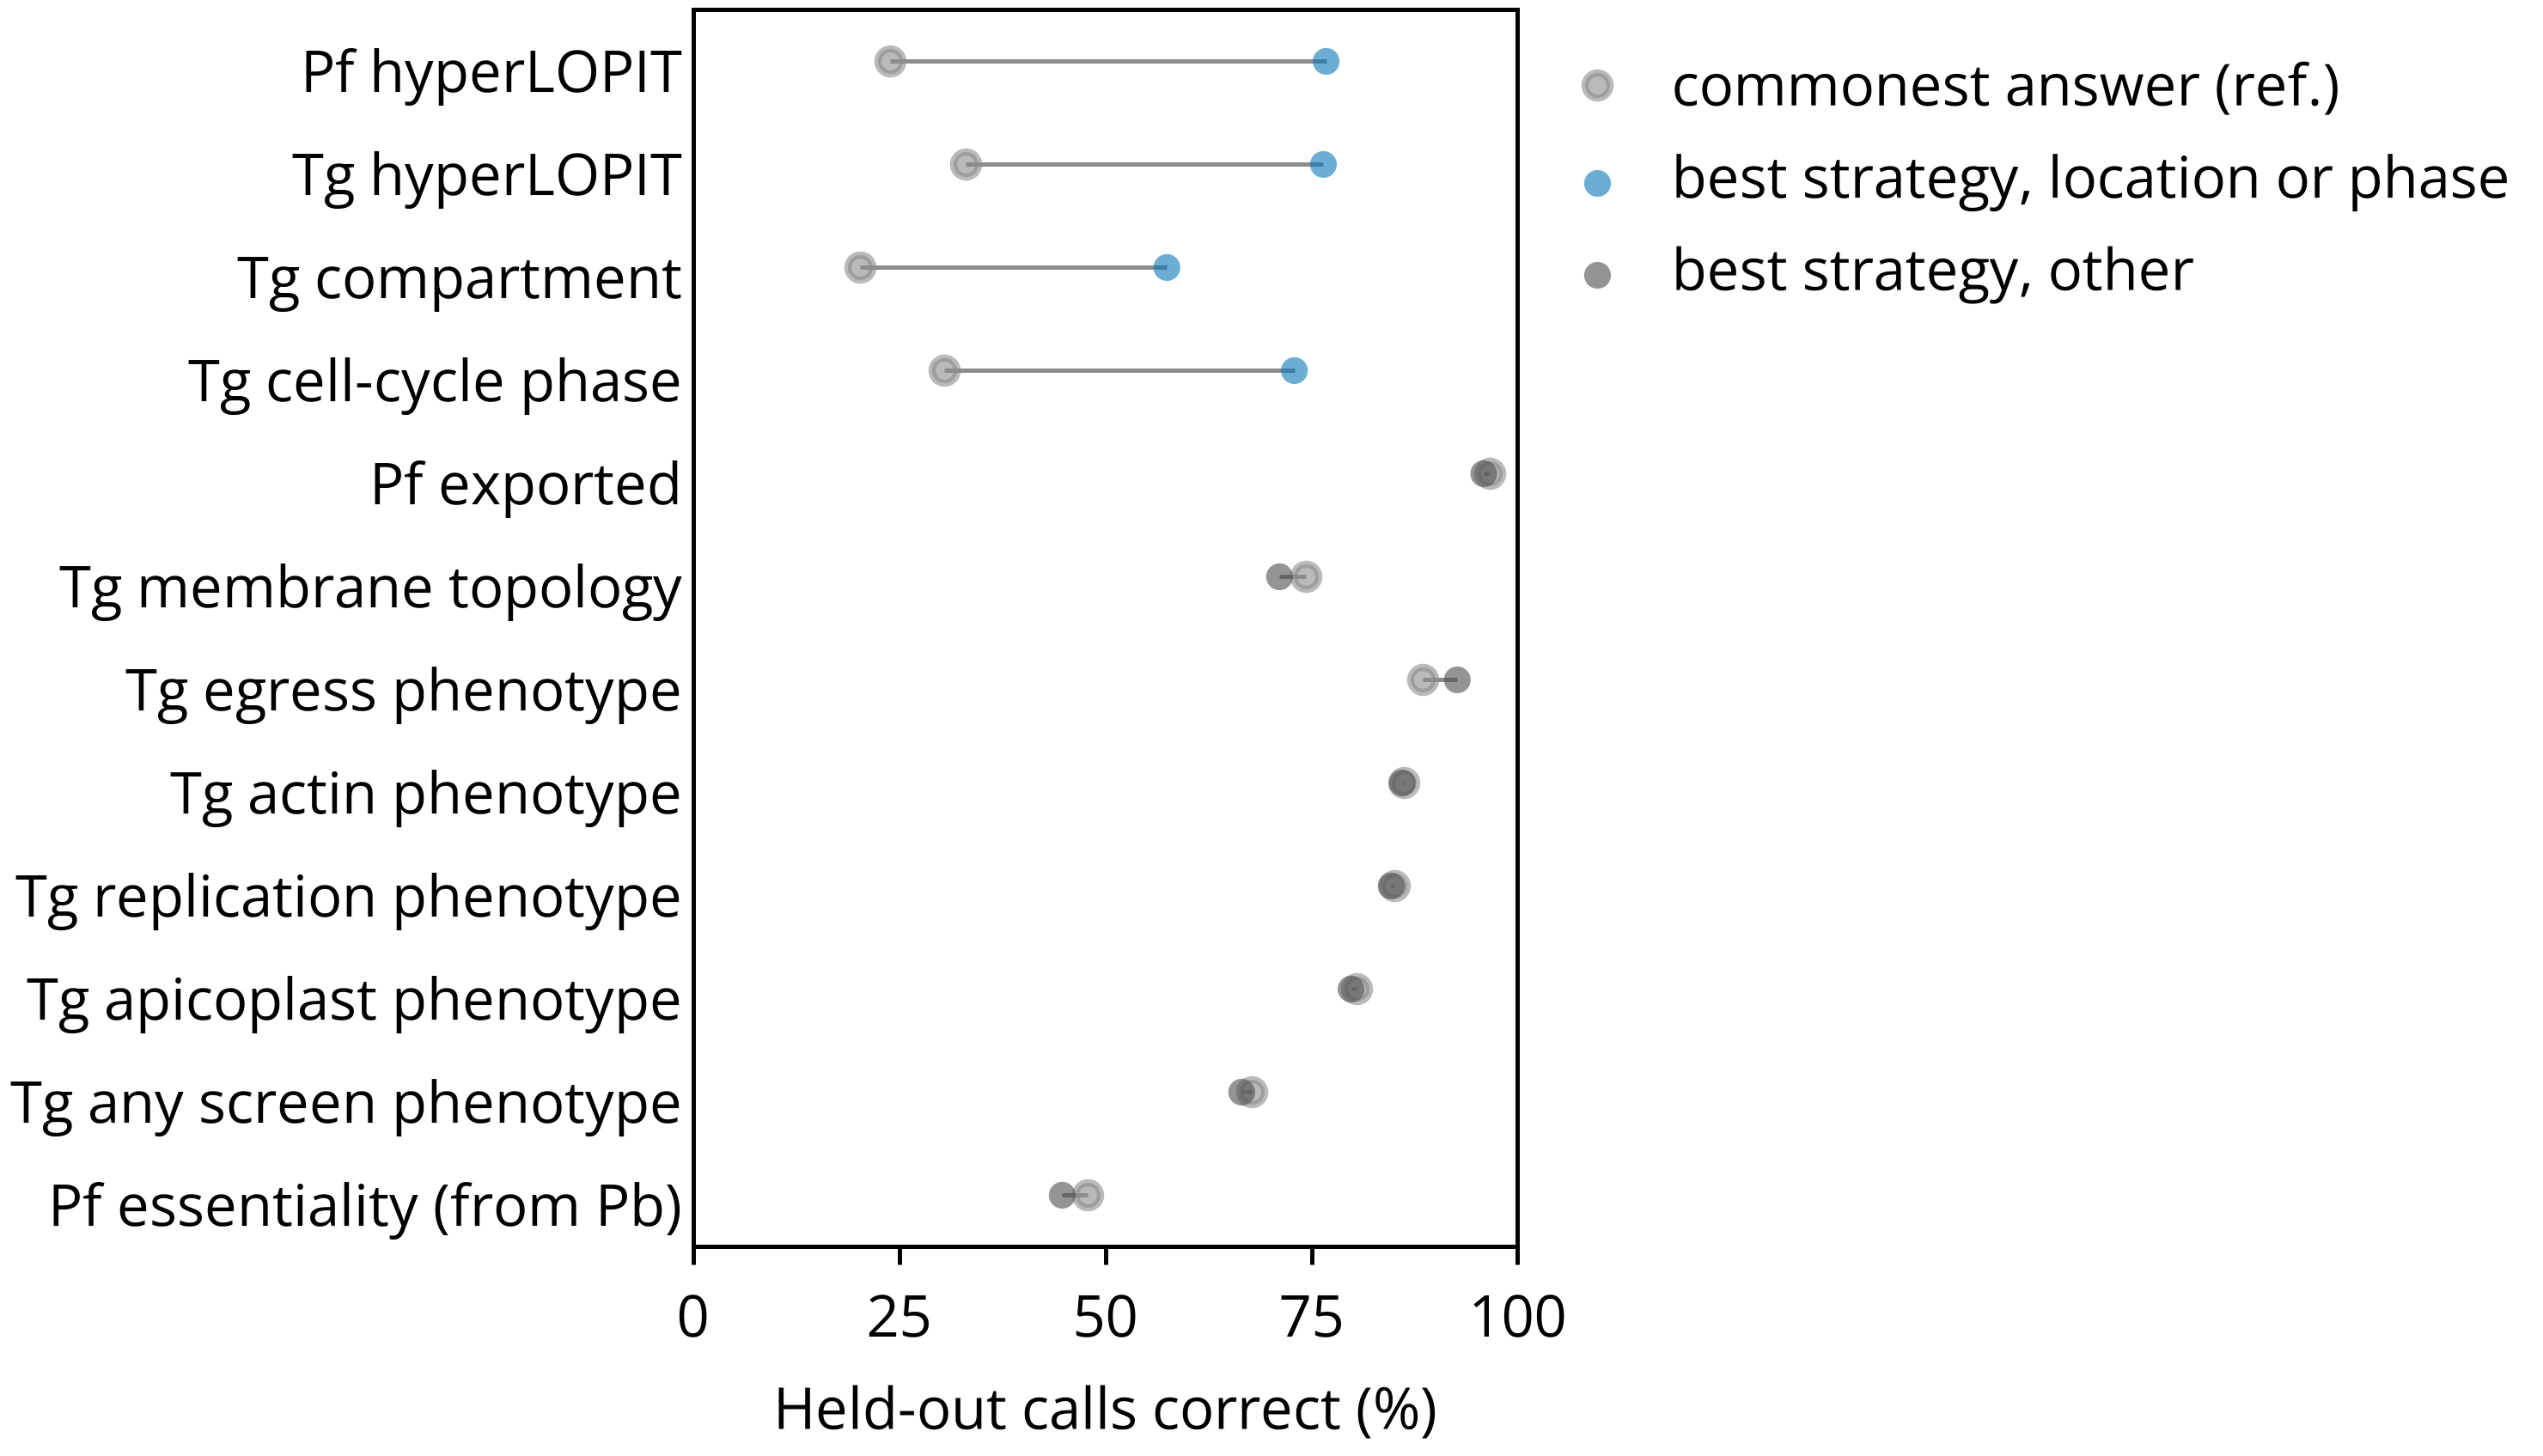 Pf hyperLOPIT
Tg hyperLOPIT
Tg compartment
Tg cell-cycle phase
Pf exported
Tg membrane topology
Tg egress phenotype
Tg actin phenotype
Tg replication phenotype
Tg apicoplast phenotype
Tg any screen phenotype
Pf essentiality (from Pb)
0 25 50 75 100
Held-out calls correct (%)
commonest answer (ref.)
best strategy, location or phase
best strategy, other